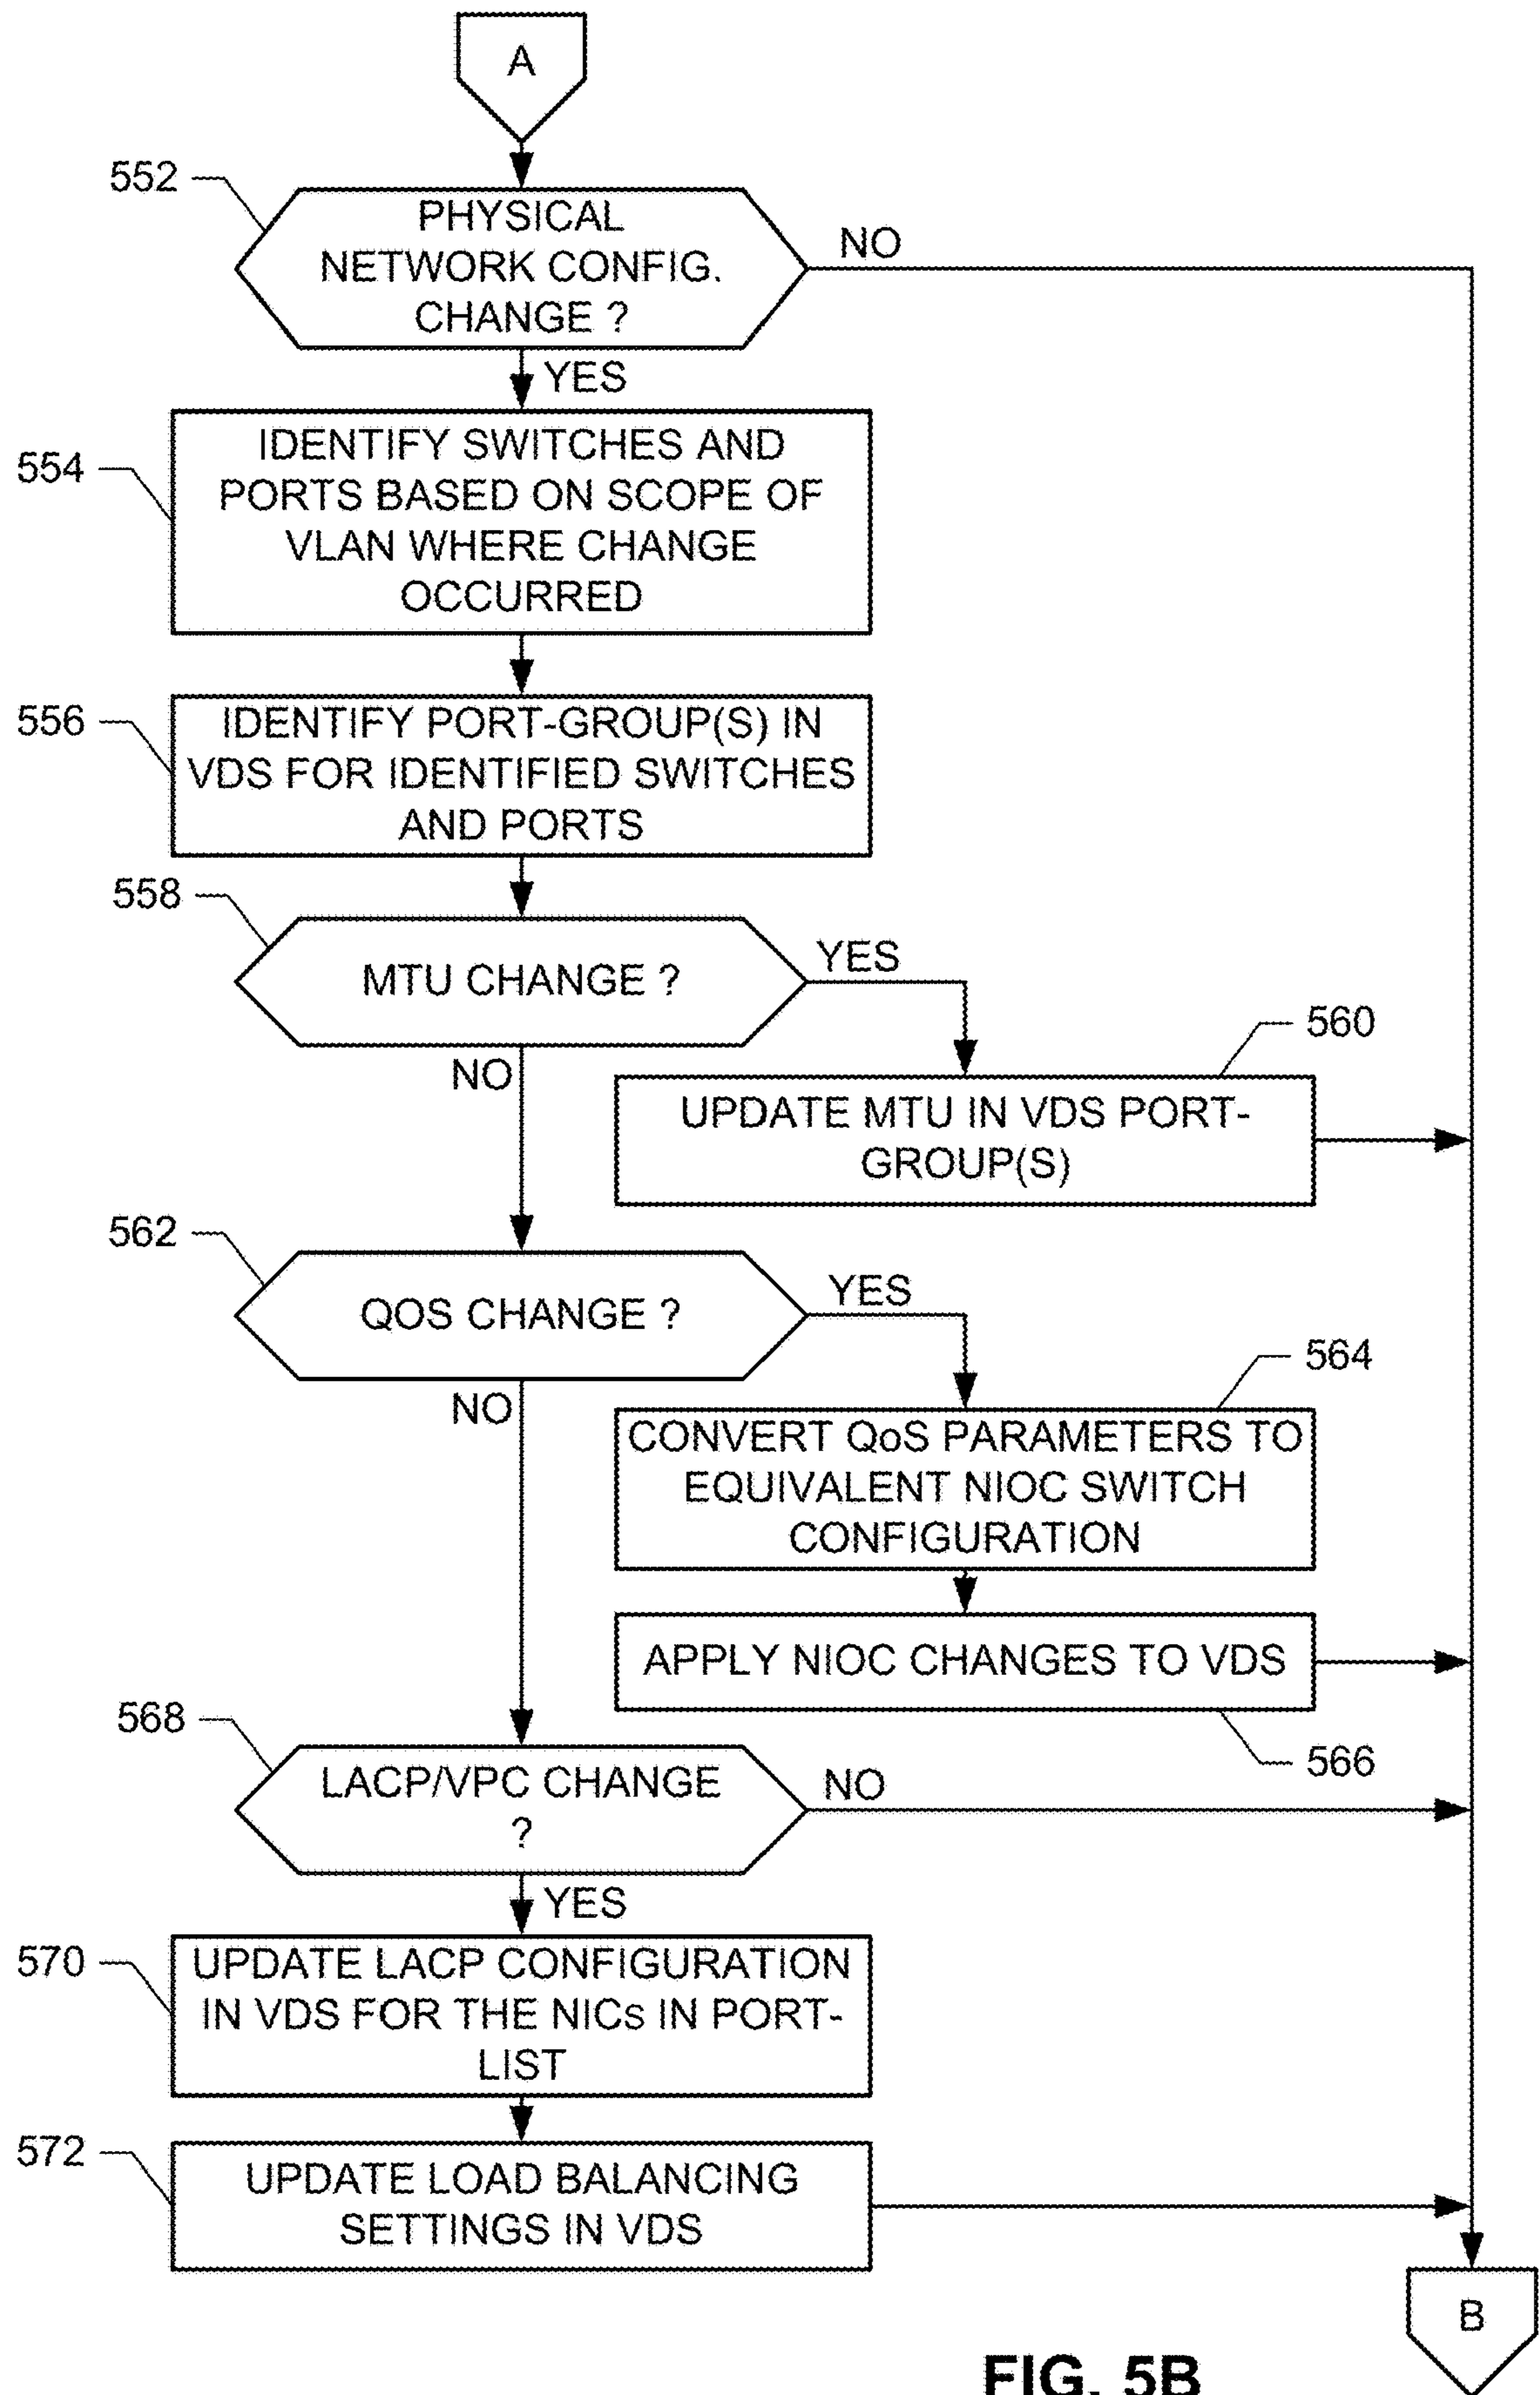 A
552
PHYSICAL
NETWORK CONFIG.
CHANGE ?
NO
YES
554
IDENTIFY SWITCHES AND
PORTS BASED ON SCOPE OF
VLAN WHERE CHANGE
OCCURRED
556
IDENTIFY PORT-GROUP(S) IN
VDS FOR IDENTIFIED SWITCHES
AND PORTS
558
MTU CHANGE ?
YES
NO
560
UPDATE MTU IN VDS PORT-
GROUP(S)
562
QOS CHANGE ?
YES
NO
564
CONVERT QoS PARAMETERS TO
EQUIVALENT NIOC SWITCH
CONFIGURATION
APPLY NIOC CHANGES TO VDS
566
568
LACP/VPC CHANGE
?
NO
YES
570
UPDATE LACP CONFIGURATION
IN VDS FOR THE NICs IN PORT-
LIST
572
UPDATE LOAD BALANCING
SETTINGS IN VDS
B
FIG. 5B